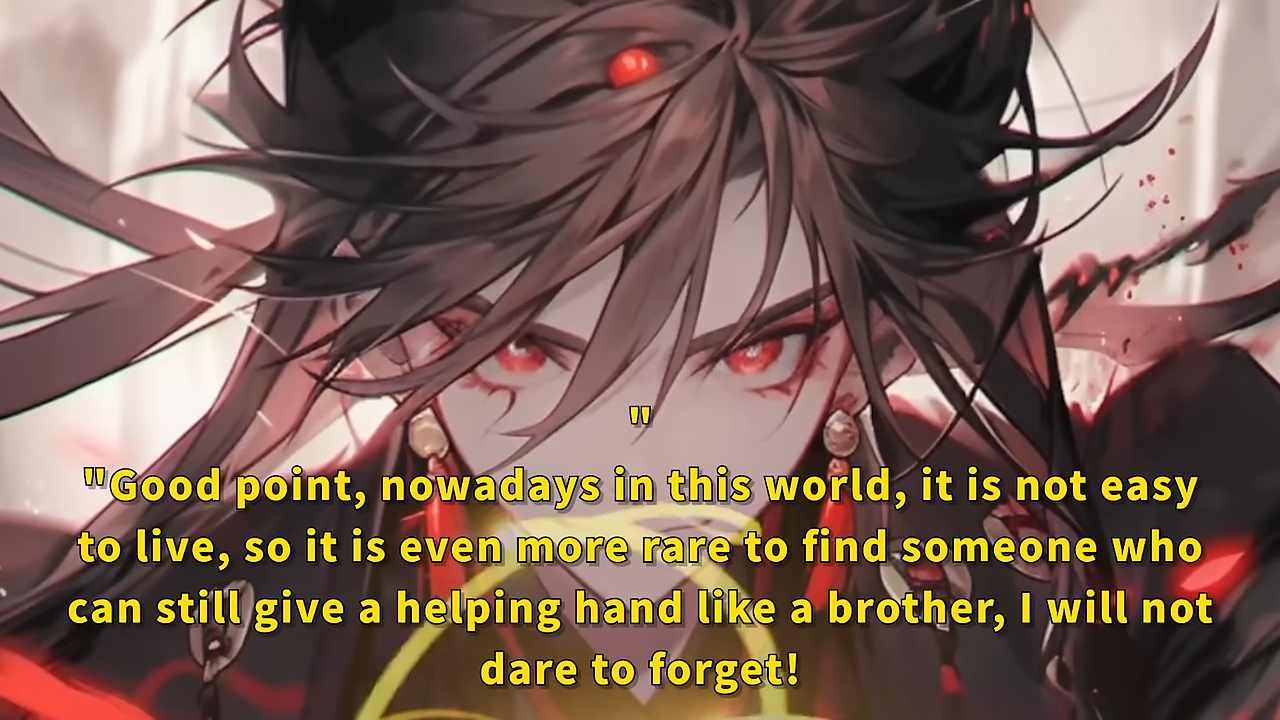 "
"Good point, nowadays in this world, it is not easy
to live, so it is even more rare to find someone who
can still give a helping hand like a brother, I will not
dare to forget!